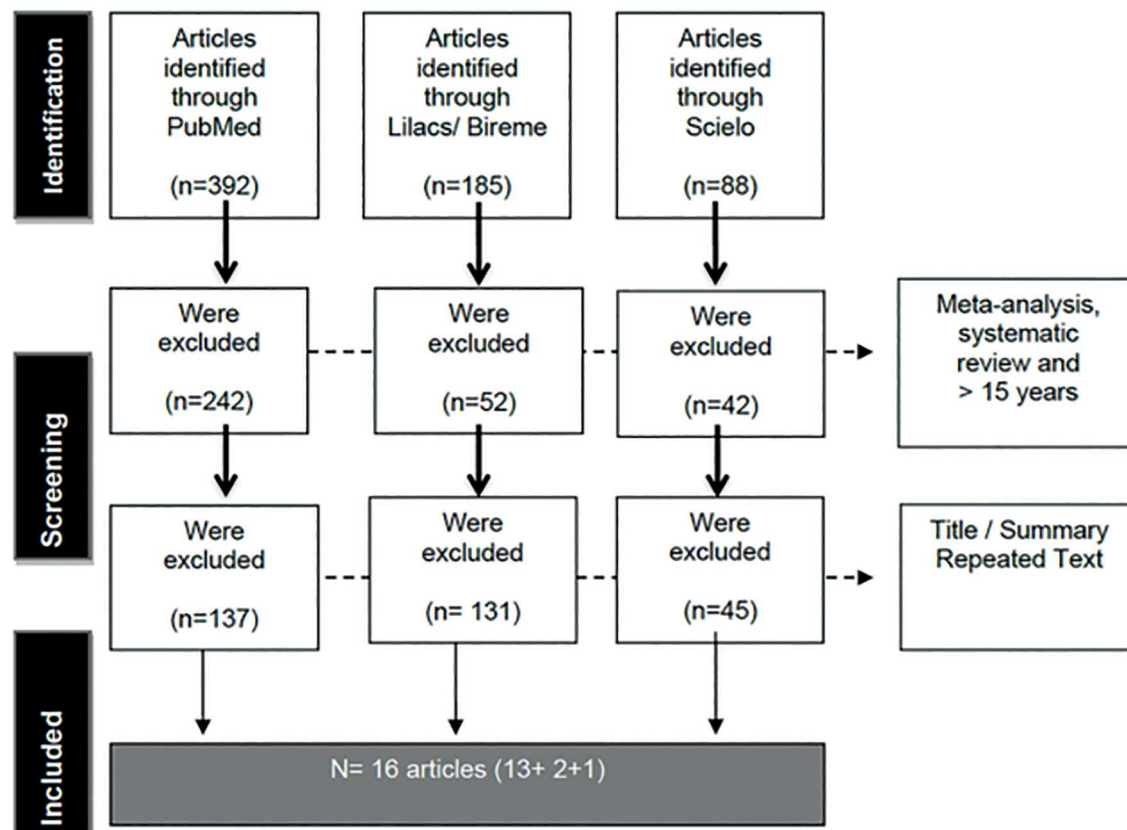 Identification
Articles
identified
through
PubMed
(n=392)
Articles
identified
through
Lilacs/ Bireme
(n=185)
Articles
identified
through
Scielo
(n=88)
Screening
Were
excluded
(n=242)
Were
excluded
(n=52)
Were
excluded
(n=42)
Meta-analysis,
systematic
review and
> 15 years
Were
excluded
(n=137)
Were
excluded
(n= 131)
Were
excluded
(n=45)
Title / Summary
Repeated Text
Included
N= 16 articles (13+ 2+1)